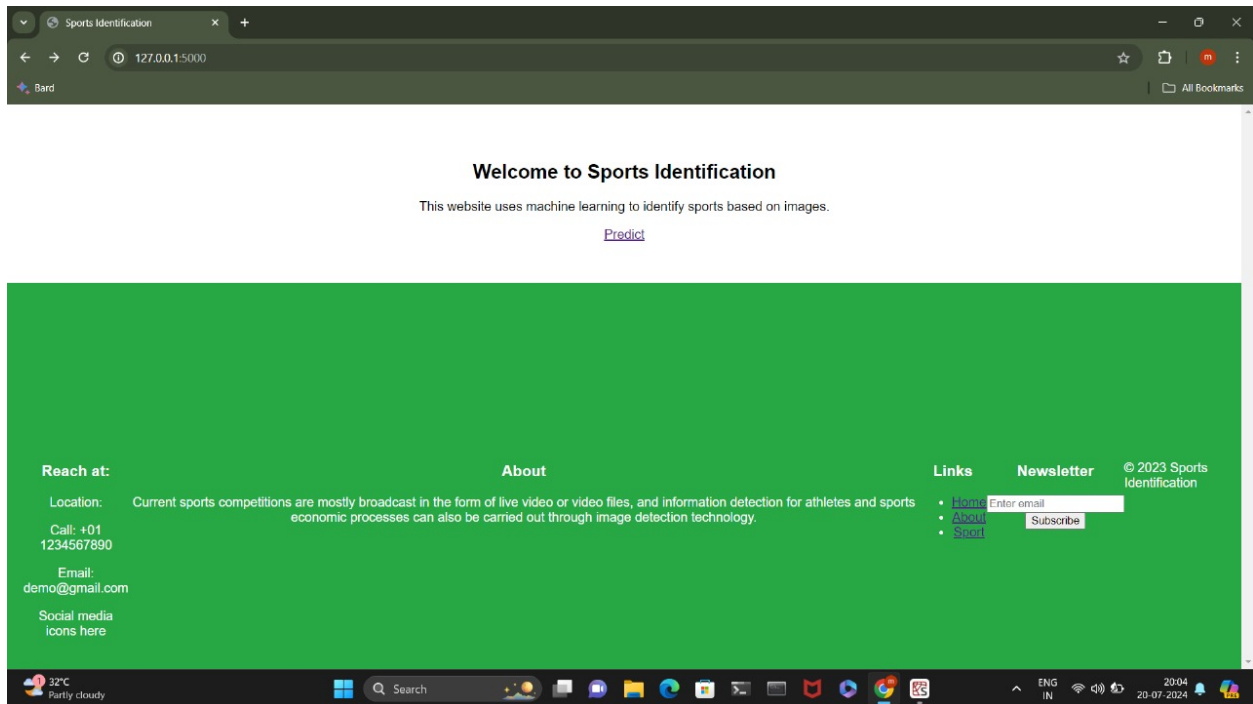 Sports Identification
127.0.0.1:5000
m
Bard
All Bookmarks
Welcome to Sports Identification
This website uses machine learning to identify sports based on images.
Predict
Reach at:
Location:
Call: +01
1234567890
Email:
demo@gmail.com
Social media
icons here
About
Current sports competitions are mostly broadcast in the form of live video or video files, and information detection for athletes and sports
economic processes can also be carried out through image detection technology.
Links
Home
About
Sport
Newsletter
Enter email
Subscribe
© 2023 Sports
Identification
1
32°C
Partly cloudy
Search
ENG
IN
20:04
20-07-2024